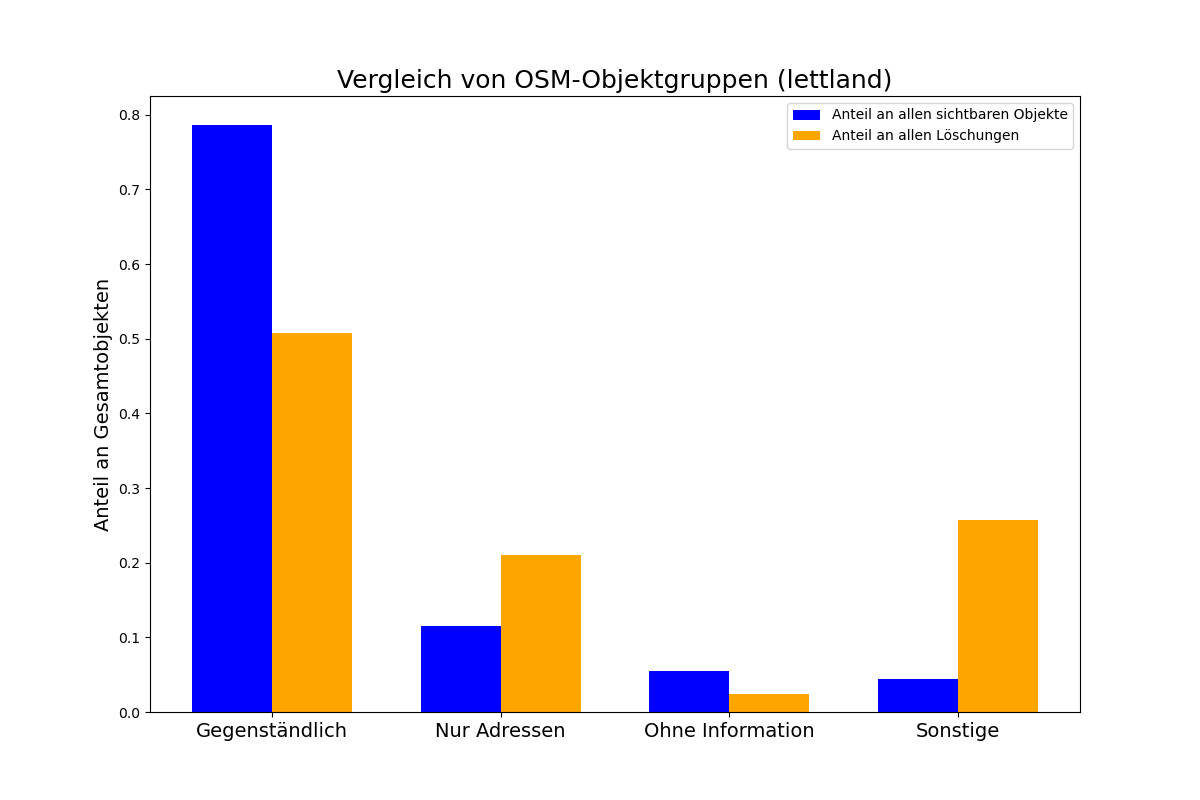 Vergleich von OSM-Objektgruppen (lettland)
Anteil an allen sichtbaren Objekte
Anteil an allen Löschungen
Anteil an Gesamtobjekten
0.8
0.7
0.6
0.5
0.4
0.3
0.2
0.1
0.0
Gegenständlich
Nur Adressen
Ohne Information
Sonstige